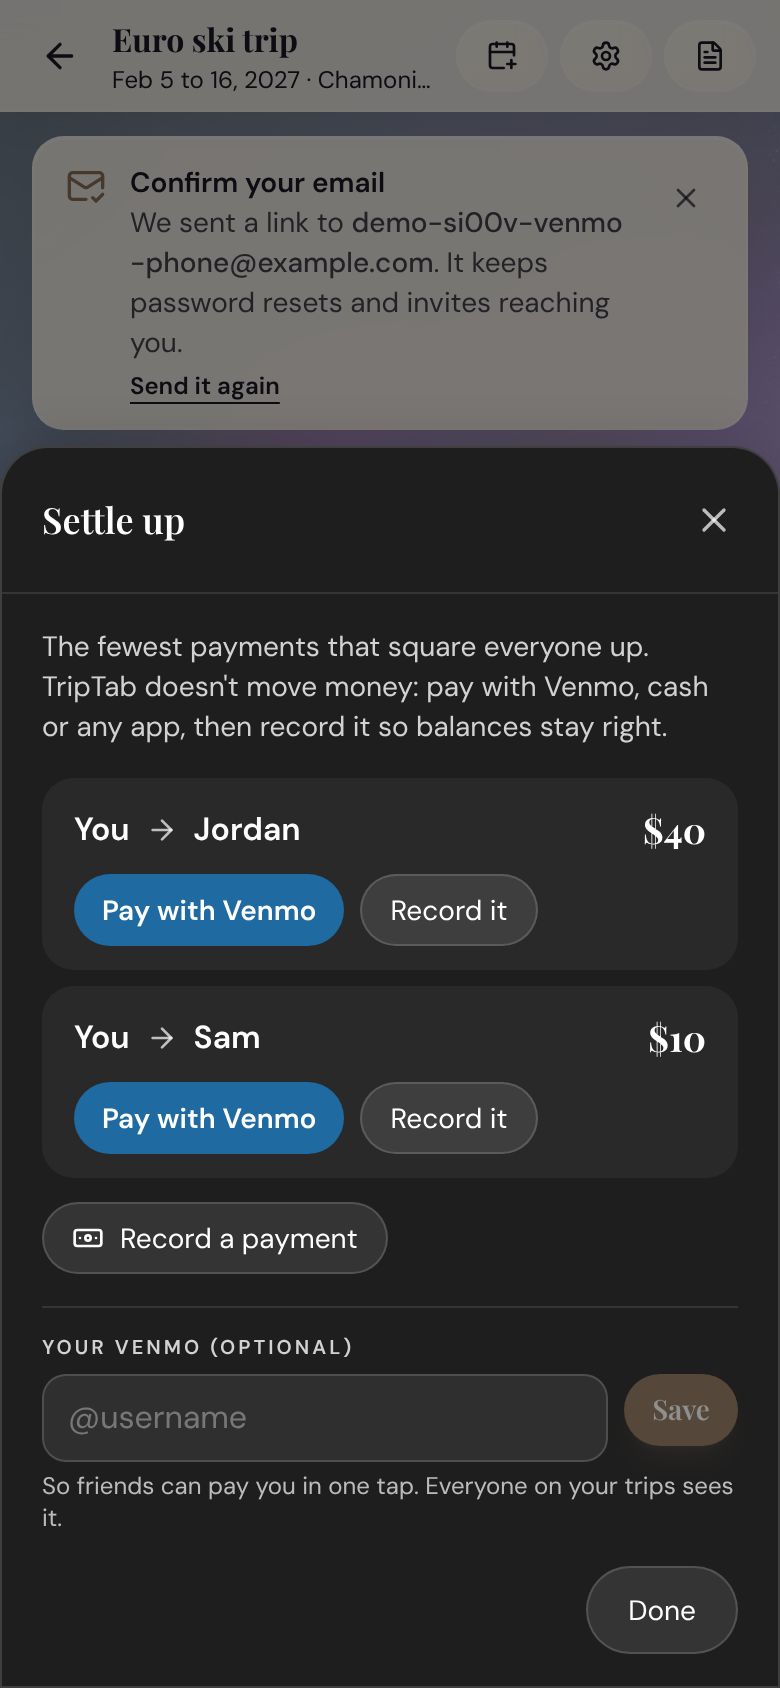 Euro ski trip
Feb 5 to 16, 2027 · Chamoni...
Confirm your email
We sent a link to demo-si00v-venmo
-phone@example.com. It keeps
password resets and invites reaching
you.
Send it again
Settle up
The fewest payments that square everyone up.
TripTab doesn't move money: pay with Venmo, cash
or any app, then record it so balances stay right.
You → Jordan $40
Pay with Venmo Record it
You → Sam $10
Pay with Venmo Record it
Record a payment
YOUR VENMO (OPTIONAL)
@username Save
So friends can pay you in one tap. Everyone on your trips sees
it.
Done